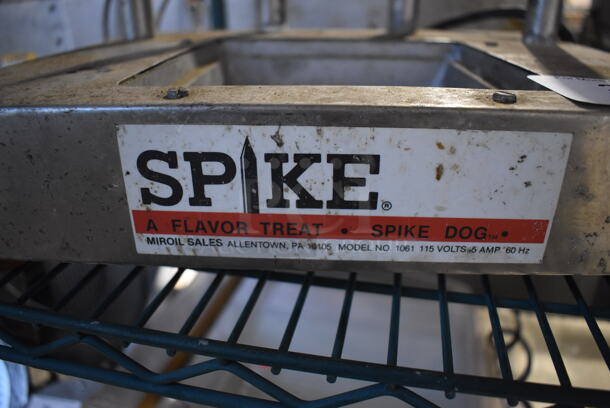 SPIKE®
A FLAVOR TREAT • SPIKE DOG™ •
MIROIL SALES ALLENTOWN, PA 18105 MODEL NO. 1061 115 VOLTS 5 AMP 60 Hz